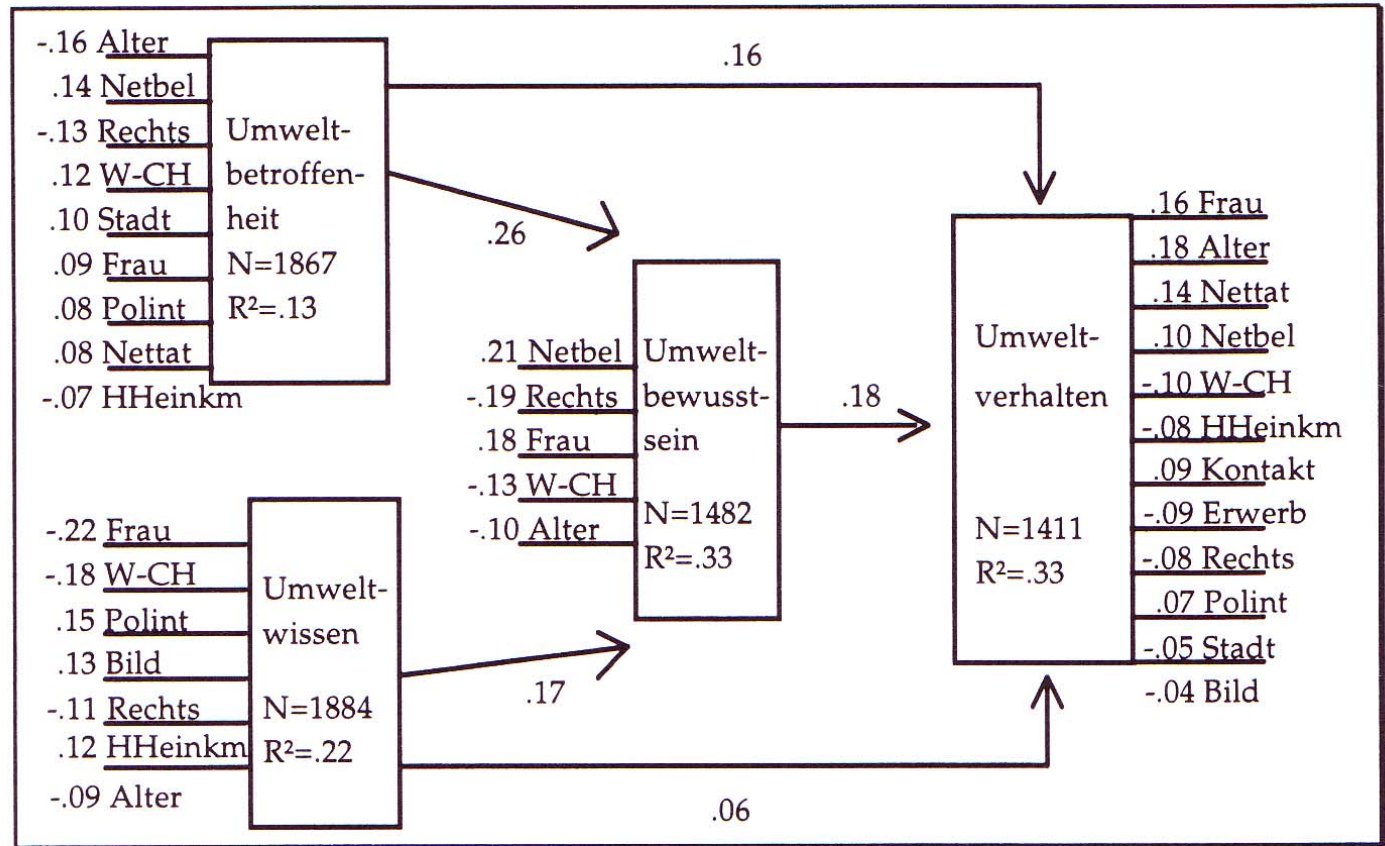 -.16 Alter
.14 Netbel
-.13 Rechts
.12 W-CH
.10 Stadt
.09 Frau
.08 Polint
.08 Nettat
-.07 HHeinkm
Umwelt-
betroffen-
heit
N=1867
R²=.13
.16
.26
-.22 Frau
-.18 W-CH
.15 Polint
.13 Bild
-.11 Rechts
.12 HHeinkm
-.09 Alter
Umwelt-
wissen
N=1884
R²=.22
.17
.06
.21 Netbel
-.19 Rechts
.18 Frau
-.13 W-CH
-.10 Alter
Umwelt-
bewusst-
sein
N=1482
R²=.33
.18
Umwelt-
verhalten
N=1411
R²=.33
.16 Frau
.18 Alter
.14 Nettat
.10 Netbel
-.10 W-CH
-.08 HHeinkm
.09 Kontakt
-.09 Erwerb
-.08 Rechts
.07 Polint
-.05 Stadt
-.04 Bild